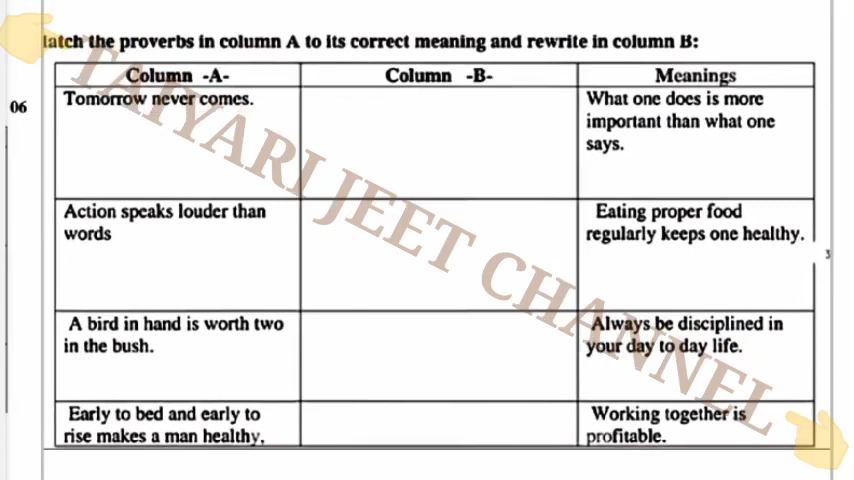 atch the proverbs in column A to its correct meaning and rewrite in column B:
Column -A-
Column -B-
Meanings
06
Tomorrow never comes.
What one does is more
important than what one
says.
Action speaks louder than
words
Eating proper food
regularly keeps one healthy.
3
A bird in hand is worth two
in the bush.
Always be disciplined in
your day to day life.
Early to bed and early to
rise makes a man healthy,
Working together is
profitable.
TAIYARI JEET CHANNEL